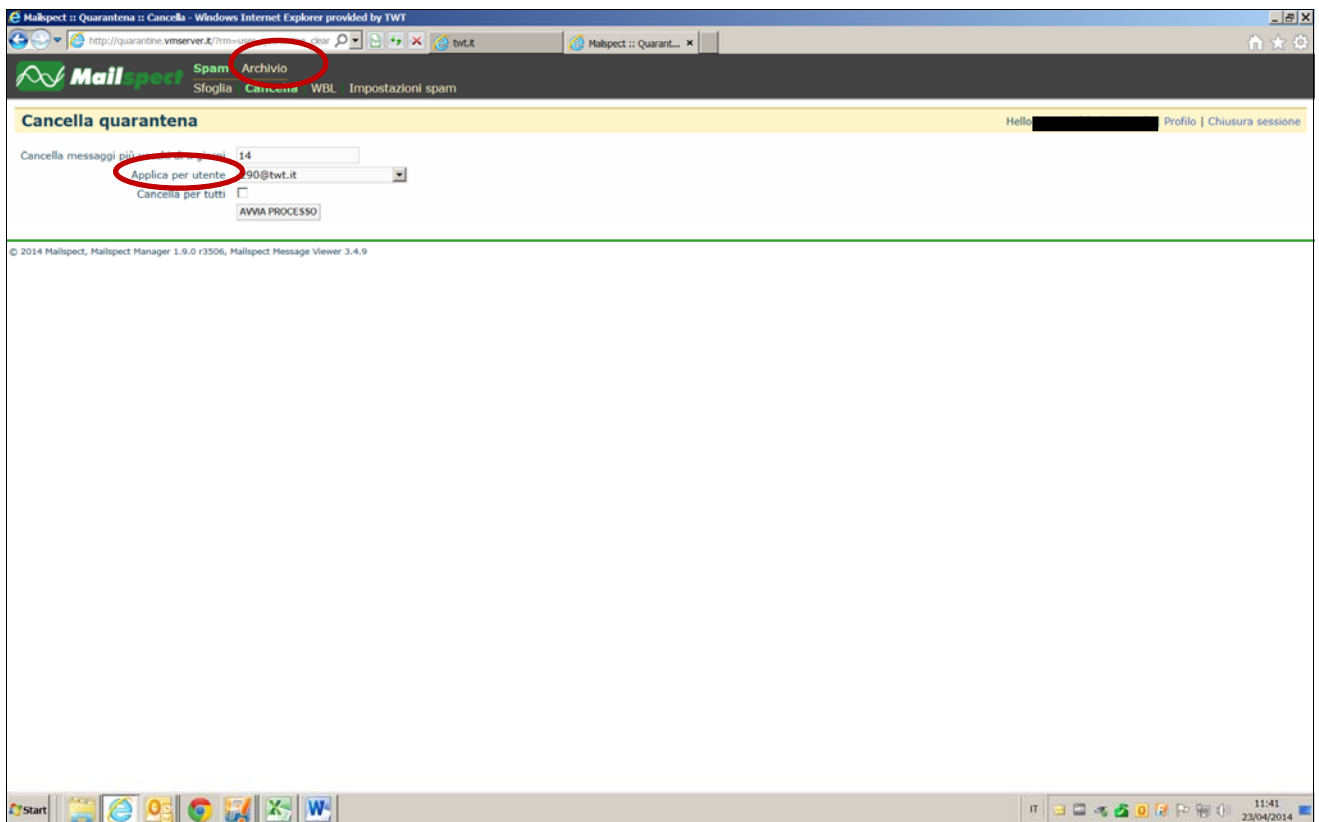 Mailspect :: Quarantena :: Cancella - Windows Internet Explorer provided by TWT
http://quarantine.vmserver.it/?rm= clear
twt.it
Mailspect :: Quarant...
Mailspect
Spam Archivio
Sfoglia Cancella WBL Impostazioni spam
Cancella quarantena
Hello Profilo | Chiusura sessione
Cancella messaggi più giorni 14
Applica per utente 290@twt.it
Cancella per tutti
AVVIA PROCESSO
© 2014 Mailspect, Mailspect Manager 1.9.0 r3506, Mailspect Message Viewer 3.4.9
Start
IT
11:41
23/04/2014